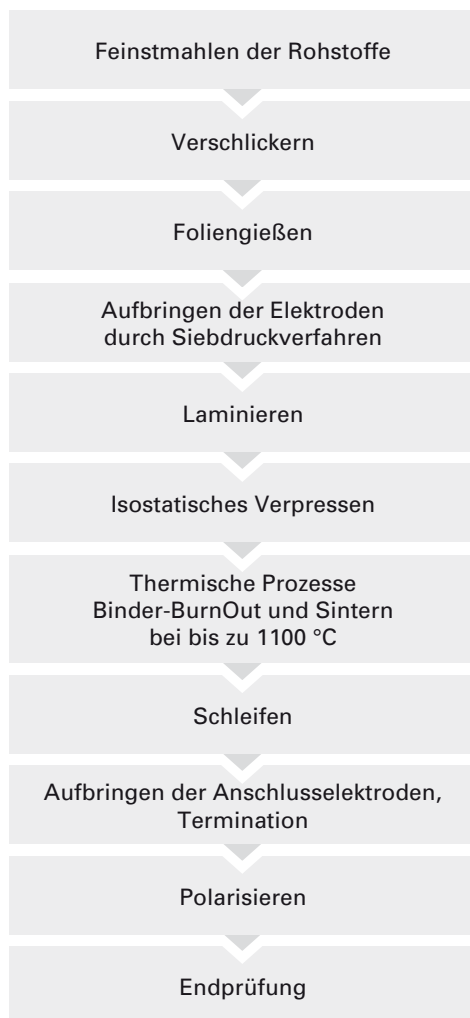 Feinstmahlen der Rohstoffe
Verschlickern
Foliengießen
Aufbringen der Elektroden
durch Siebdruckverfahren
Laminieren
Isostatisches Verpressen
Thermische Prozesse
Binder-BurnOut und Sintern
bei bis zu 1100 °C
Schleifen
Aufbringen der Anschlusselektroden,
Termination
Polarisieren
Endprüfung